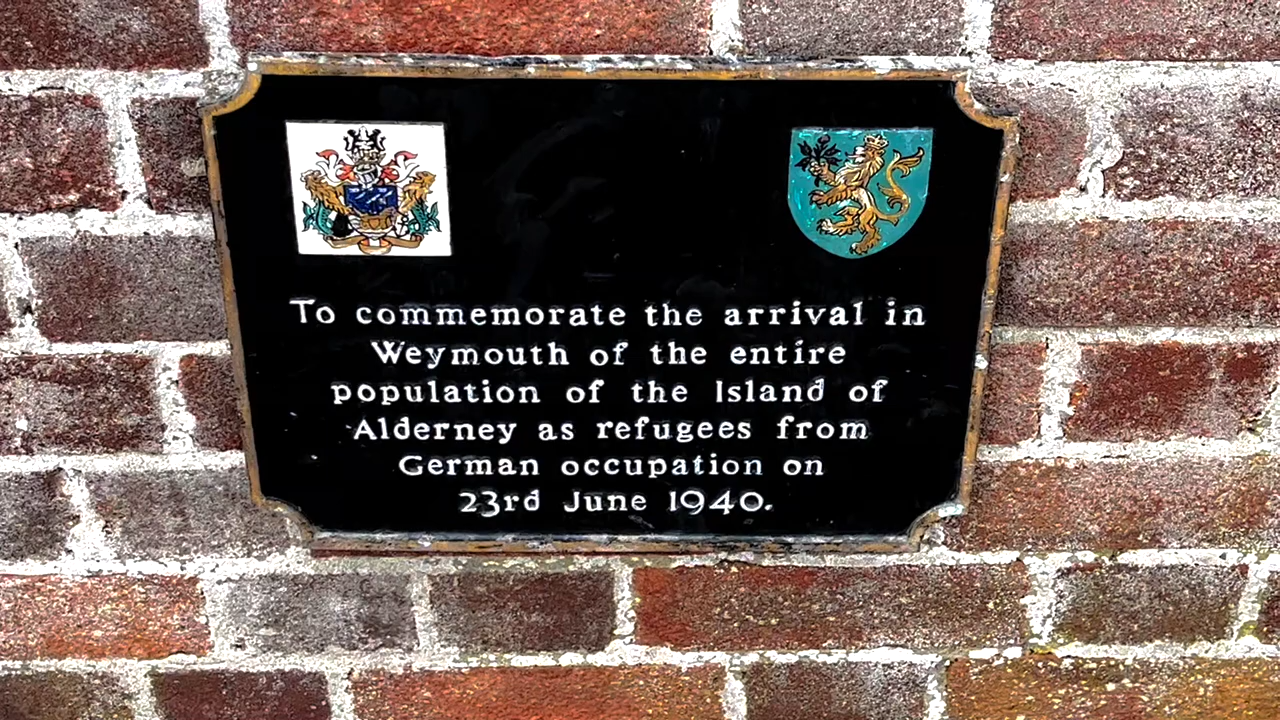 To commemorate the arrival in
Weymouth of the entire
population of the Island of
Alderney as refugees from
German occupation on
23rd June 1940.